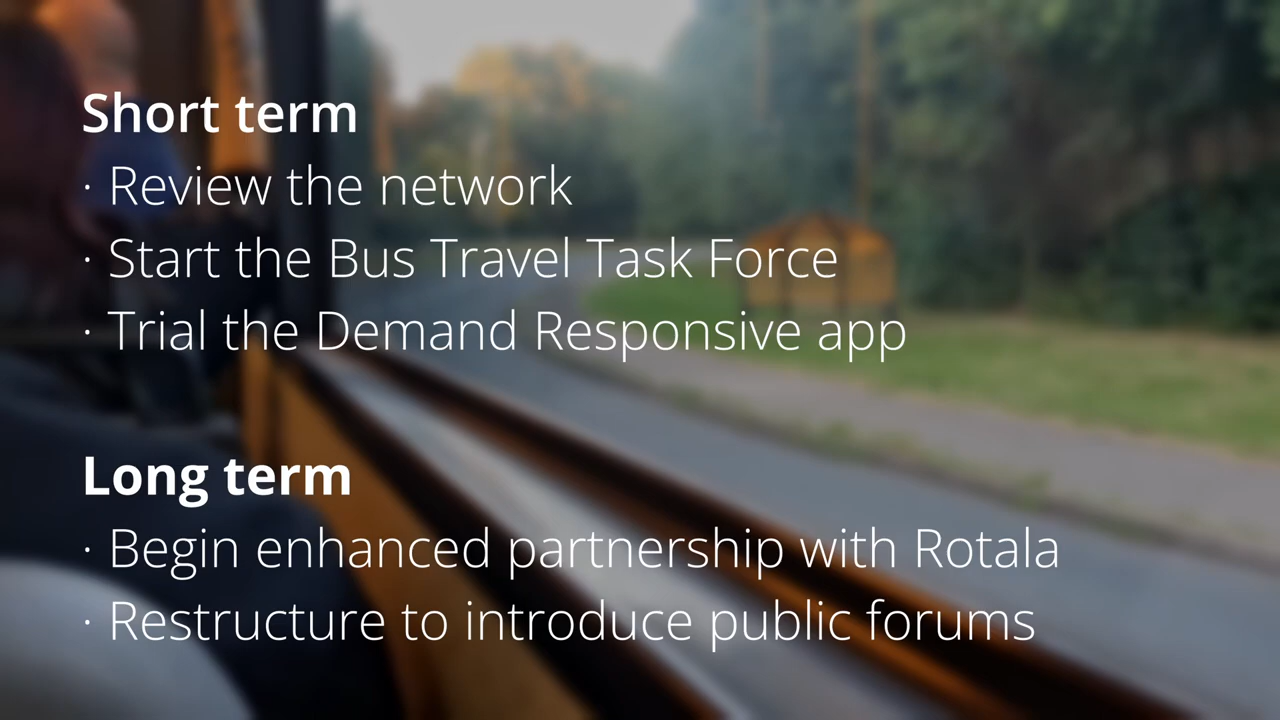 Short term
· Review the network
· Start the Bus Travel Task Force
· Trial the Demand Responsive app
Long term
· Begin enhanced partnership with Rotala
· Restructure to introduce public forums